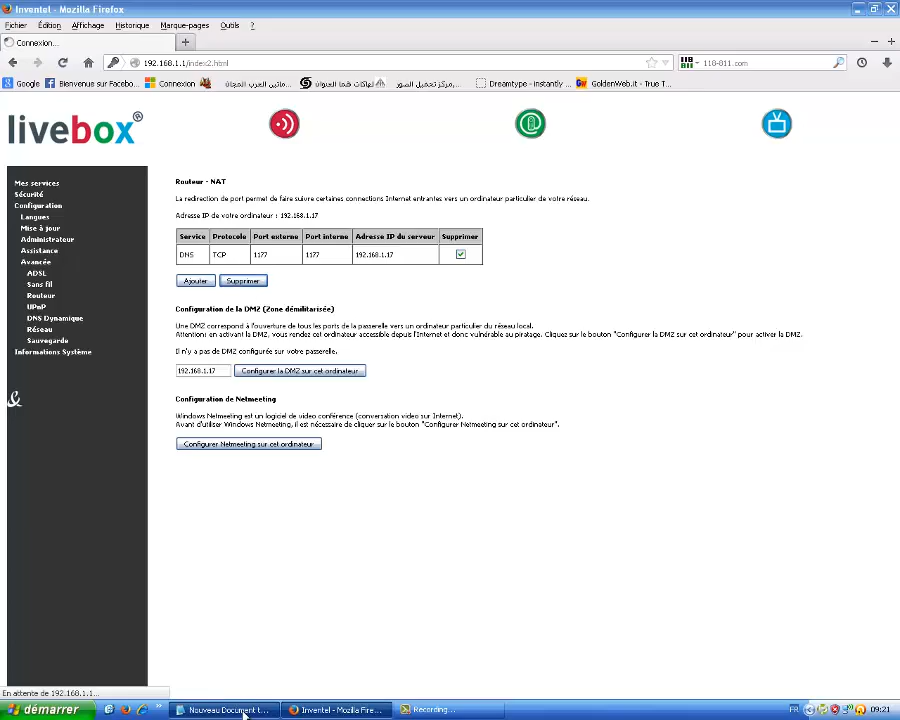 Inventel - Mozilla Firefox
Fichier Édition Affichage Historique Marque-pages Outils ?
Connexion...
192.168.1.1/index2.html
118-811.com
Google Bienvenue sur Facebo... Connexion Dreamtype - Instantly ... GoldenWeb.it - True T...
livebox
Mes services
Sécurité
Configuration
Langues
Mise à jour
Administrateur
Assistance
Avancée
ADSL
Sans fil
Routeur
UPnP
DNS Dynamique
Réseau
Sauvegarde
Informations Système
Routeur - NAT
La redirection de port permet de faire suivre certaines connections Internet entrantes vers un ordinateur particulier de votre réseau.
Adresse IP de votre ordinateur : 192.168.1.17
Service Protocole Port externe Port interne Adresse IP du serveur Supprimer
DNS TCP 1177 1177 192.168.1.17
Ajouter Supprimer
Configuration de la DMZ (Zone démilitarisée)
Une DMZ correspond à l'ouverture de tous les ports de la passerelle vers un ordinateur particulier du réseau local.
Attention: en activant la DMZ, vous rendez cet ordinateur accessible depuis l'Internet et donc vulnérable au piratage. Cliquez sur le bouton "Configurer la DMZ sur cet ordinateur" pour activer la DMZ.
Il n'y a pas de DMZ configurée sur votre passerelle.
192.168.1.17 Configurer la DMZ sur cet ordinateur
Configuration de Netmeeting
Windows Netmeeting est un logiciel de video conférence (conversation video sur Internet).
Avant d'utiliser Windows Netmeeting, il est nécessaire de cliquer sur le bouton "Configurer Netmeeting sur cet ordinateur".
Configurer Netmeeting sur cet ordinateur
En attente de 192.168.1.1...
démarrer Nouveau Document t... Inventel - Mozilla Fire... Recording... FR 09:21